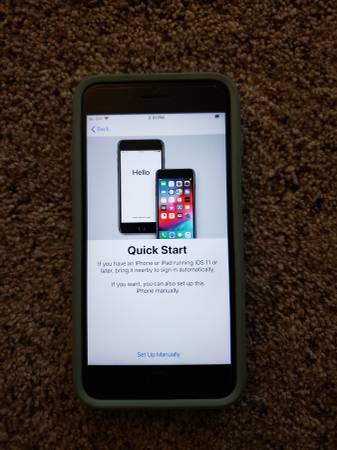 Back
Hello
Quick Start
If you have an iPhone or iPad running iOS 11 or
later, bring it nearby to sign in automatically.
If you want, you can also set up this
iPhone manually.
Set Up Manually